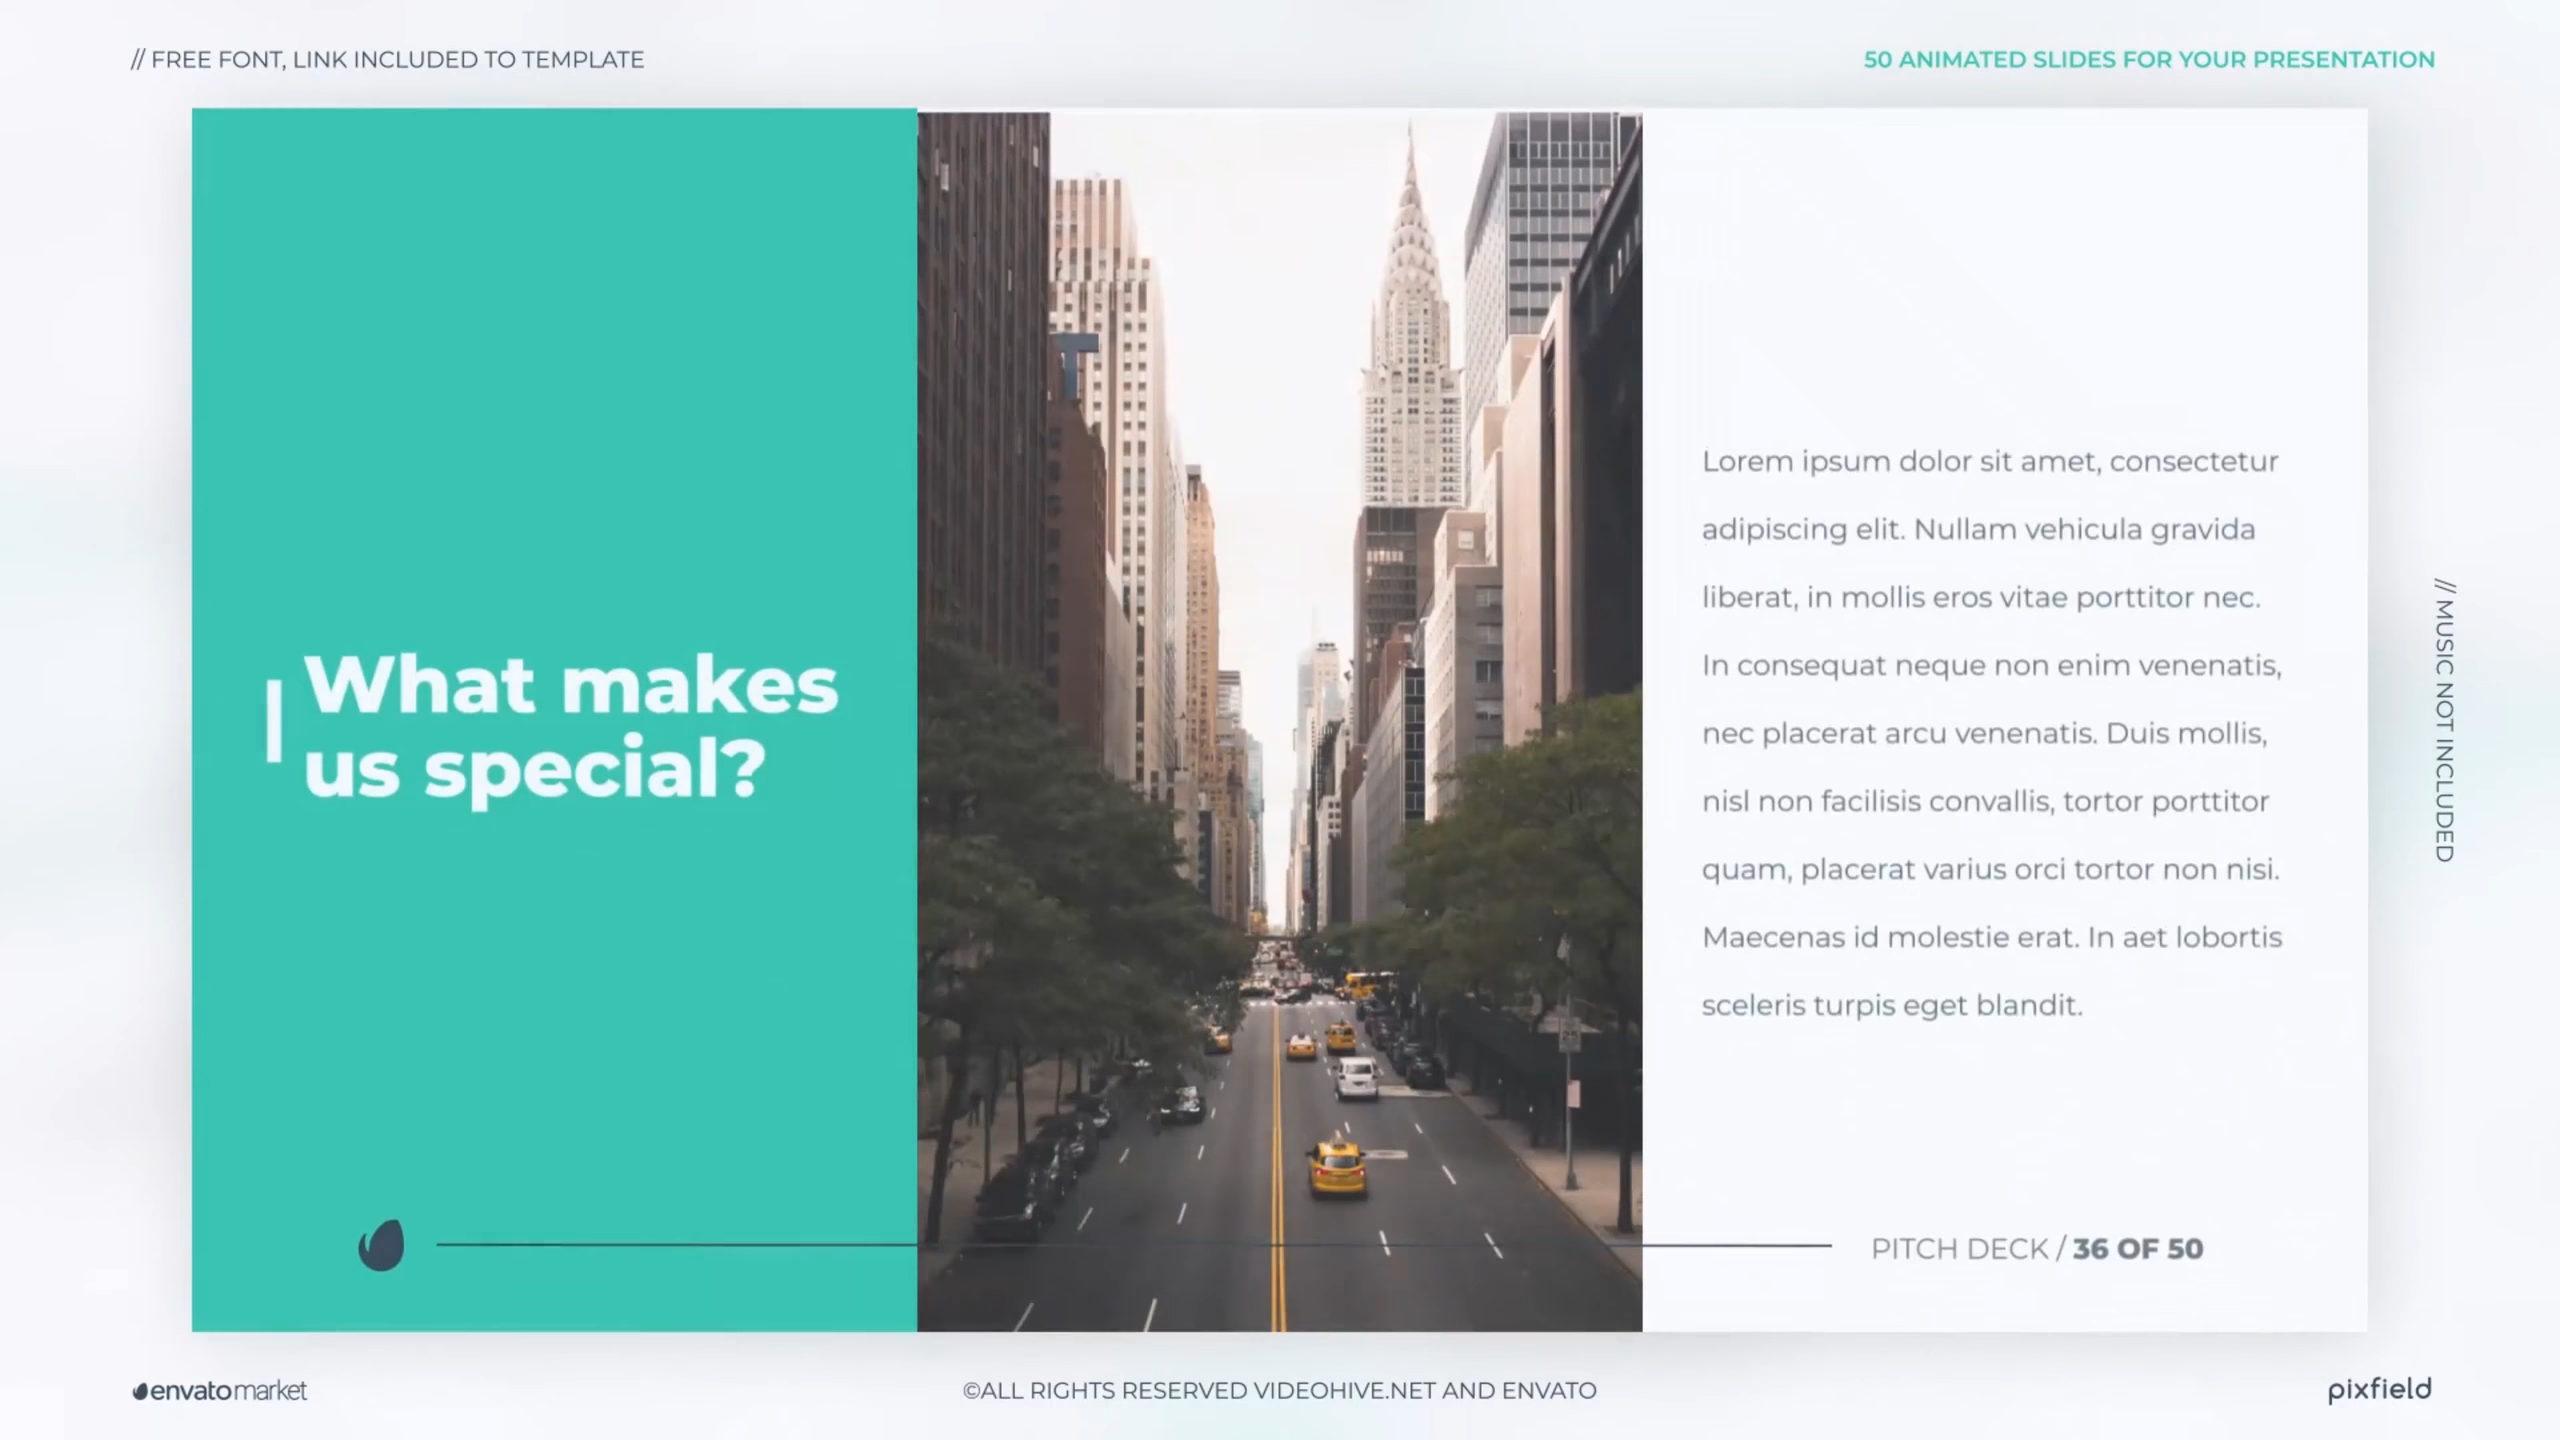 // FREE FONT, LINK INCLUDED TO TEMPLATE
50 ANIMATED SLIDES FOR YOUR PRESENTATION
What makes
us special?
T
Lorem ipsum dolor sit amet, consectetur
adipiscing elit. Nullam vehicula gravida
liberat, in mollis eros vitae porttitor nec.
In consequat neque non enim venenatis,
nec placerat arcu venenatis. Duis mollis,
nisl non facilisis convallis, tortor porttitor
quam, placerat varius orci tortor non nisi.
Maecenas id molestie erat. In aet lobortis
sceleris turpis eget blandit.
// MUSIC NOT INCLUDED
PITCH DECK / 36 OF 50
envatomarket
©ALL RIGHTS RESERVED VIDEOHIVE.NET AND ENVATO
pixfield